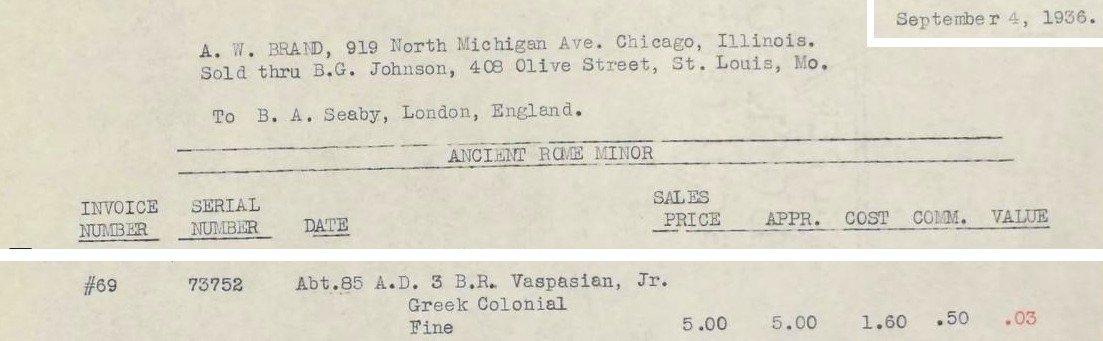 September 4, 1936.
A. W. BRAND, 919 North Michigan Ave. Chicago, Illinois.
Sold thru B.G. Johnson, 408 Olive Street, St. Louis, Mo.
To B. A. Seaby, London, England.
ANCIENT ROME MINOR
INVOICE NUMBER SERIAL NUMBER DATE SALES PRICE APPR. COST COMM. VALUE
#69 73752 Abt.85 A.D. 3 B.R. Vaspasian, Jr.
Greek Colonial
Fine 5.00 5.00 1.60 .50 .03